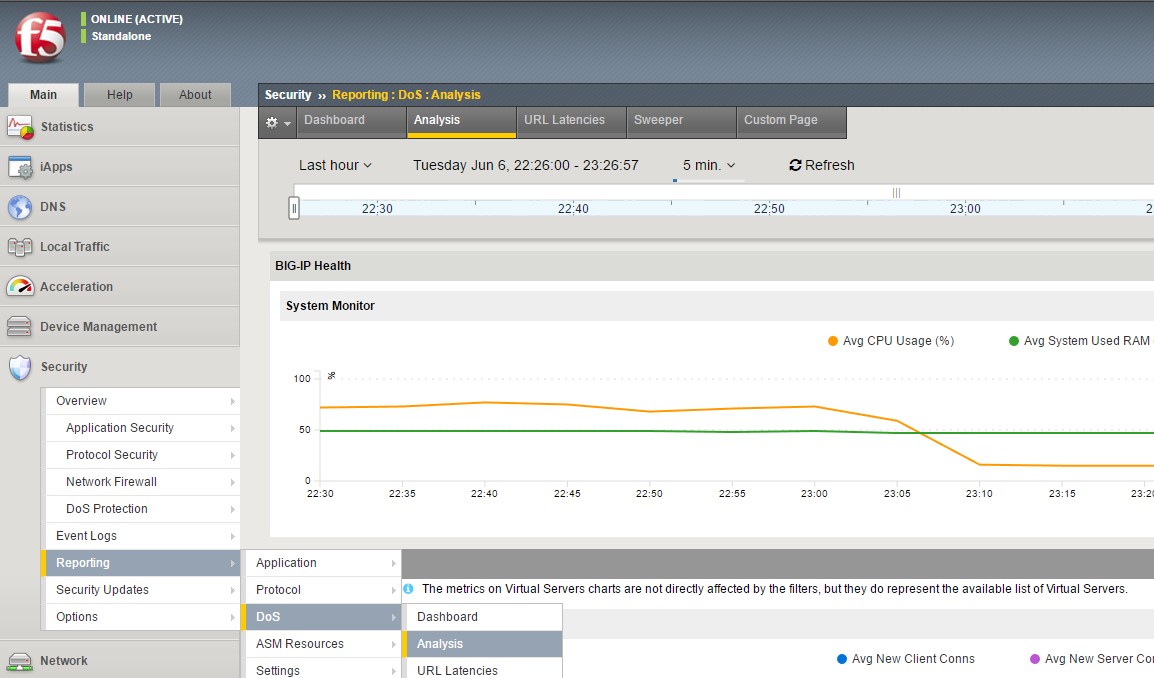 f5
ONLINE (ACTIVE)
Standalone
Main Help About
Security ›› Reporting : DoS : Analysis
Dashboard Analysis URL Latencies Sweeper Custom Page
Last hour Tuesday Jun 6, 22:26:00 - 23:26:57 5 min. Refresh
22:30 22:40 22:50 23:00 2
Statistics
iApps
DNS
Local Traffic
Acceleration
Device Management
Security
Overview
Application Security
Protocol Security
Network Firewall
DoS Protection
Event Logs
Reporting
Security Updates
Options
Network
Application
Protocol
DoS
ASM Resources
Settings
Dashboard
Analysis
URL Latencies
BIG-IP Health
System Monitor
Avg CPU Usage (%) Avg System Used RAM
100 %
50
0
22:30 22:35 22:40 22:45 22:50 22:55 23:00 23:05 23:10 23:15 23:20
The metrics on Virtual Servers charts are not directly affected by the filters, but they do represent the available list of Virtual Servers.
Avg New Client Conns Avg New Server Co